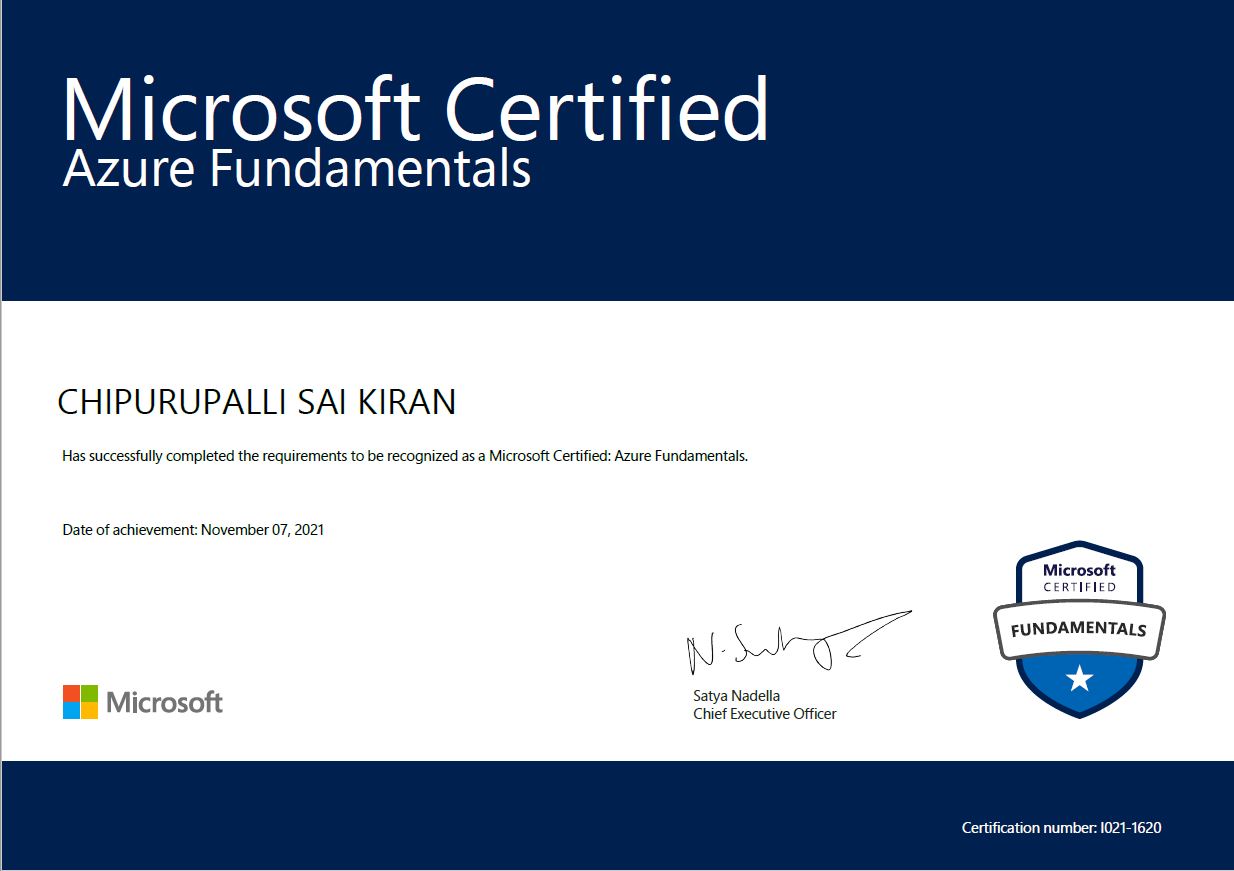 Microsoft Certified
Azure Fundamentals
CHIPURUPALLI SAI KIRAN
Has successfully completed the requirements to be recognized as a Microsoft Certified: Azure Fundamentals.
Date of achievement: November 07, 2021
Microsoft
CERTIFIED
FUNDAMENTALS
N. Satya
Satya Nadella
Chief Executive Officer
Microsoft
Certification number: I021-1620